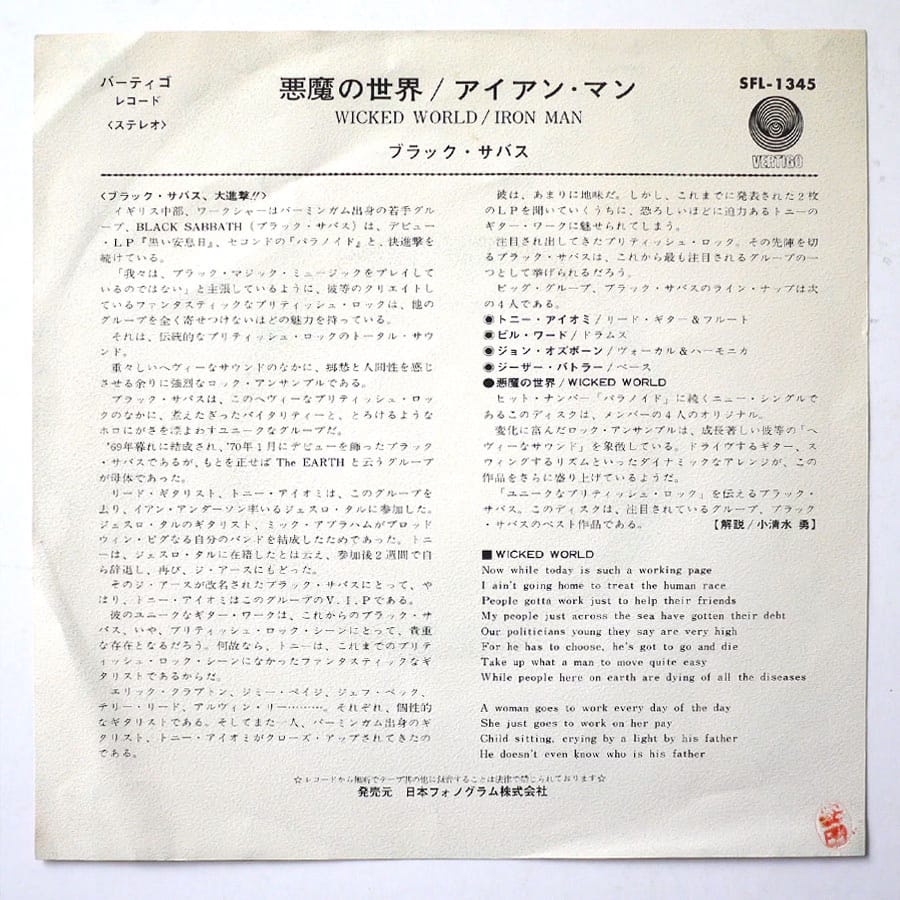 バーティゴ
レコード
〈ステレオ〉
悪魔の世界/アイアン・マン
WICKED WORLD/IRON MAN
ブラック・サバス
SFL-1345
VERTIGO
〈ブラック・サバス、大進撃!!〉
イギリス中部、ワークシャーはバーミンガム出身の若手グル
ープ、BLACK SABBATH (ブラック・サバス) は、デビュー
・LP『黒い安息日』、セコンドの『パラノイド』と、快進撃を
続けている。
「我々は、ブラック・マジック・ミュージックをプレイして
いるのではない」と主張しているように、彼等のクリエイトし
ているファンタスティックなブリティッシュ・ロックは、他の
グループを全く寄せつけないほどの魅力を持っている。
それは、伝統的なブリティッシュ・ロックのトータル・サウ
ンド。
重々しいヘヴィーなサウンドのなかに、郷愁と人間性を感じ
させる余りに強烈なロック・アンサンブルである。
ブラック・サバスは、このヘヴィーなブリティッシュ・ロッ
クのなかに、煮えたぎったバイタリティーと、とろけるような
ホロにがさを漂よわすユニークなグループだ。
'69年暮れに結成され、'70年1月にデビューを飾ったブラック
・サバスであるが、もとを正せば The EARTH と云うグループ
が母体であった。
リード・ギタリスト、トニー・アイオミは、このグループを
去り、イアン・アンダーソン率いるジェスロ・タルに参加した。
ジェスロ・タルのギタリスト、ミック・アブラハムがブロッド
ウィン・ピグなる自分のバンドを結成したためであった。トニ
ーは、ジェスロ・タルに在籍したとは云え、参加後2週間で自
ら辞退し、再び、ジ・アースにもどった。
そのジ・アースが改名されたブラック・サバスにとって、や
はり、トニー・アイオミはこのグループのV.I.Pである。
彼のユニークなギター・ワークは、これからのブラック・サ
バス、いや、ブリティッシュ・ロック・シーンにとって、貴重
な存在となるだろう。何故なら、トニーは、これまでのブリテ
ィッシュ・ロック・シーンになかったファンタスティックなギ
タリストであるからだ。
エリック・クラプトン、ジミー・ペイジ、ジェフ・ベック、
テリー・リード、アルヴィン・リー………。それぞれ、個性的
なギタリストである。そしてまた一人、バーミンガム出身のギ
タリスト、トニー・アイオミがクローズ・アップされてきたの
である。
彼は、あまりに地味だ。しかし、これまでに発表された2枚
のLPを聞いていくうちに、恐ろしいほどに迫力あるトニーの
ギター・ワークに魅せられてしまう。
注目され出してきたブリティッシュ・ロック。その先陣を切
るブラック・サバスは、これから最も注目されるグループの一
つとして挙げられるだろう。
ビッグ・グループ、ブラック・サバスのライン・ナップは次
の4人である。
◉トニー・アイオミ/リード・ギター&フルート
◉ビル・ワード/ドラムス
◉ジョン・オズボーン/ヴォーカル&ハーモニカ
◉ジーザー・バトラー/ベース
●悪魔の世界/WICKED WORLD
ヒット・ナンバー「パラノイド」に続くニュー・シングルで
あるこのディスクは、メンバーの4人のオリジナル。
変化に富んだロック・アンサンブルは、成長著しい彼等の「ヘ
ヴィーなサウンド」を象徴している。ドライヴするギター、ス
ウィングするリズムといったダイナミックなアレンジが、この
作品をさらに盛り上げているようだ。
「ユニークなブリティッシュ・ロック」を伝えるブラック・
サバス。このディスクは、注目されているグループ、ブラック
・サバスのベスト作品である。 【解説/小清水 勇】
■WICKED WORLD
Now while today is such a working page
I ain't going home to treat the human race
People gotta work just to help their friends
My people just across the sea have gotten their debt
Our politicians young they say are very high
For he has to choose, he's got to go and die
Take up what a man to move quite easy
While people here on earth are dying of all the diseases
A woman goes to work every day of the day
She just goes to work on her pay
Child sitting, crying by a light by his father
He doesn't even know who is his father
☆レコードから無断でテープ其の他に録音することは法律で禁じられております☆
発売元 日本フォノグラム株式会社